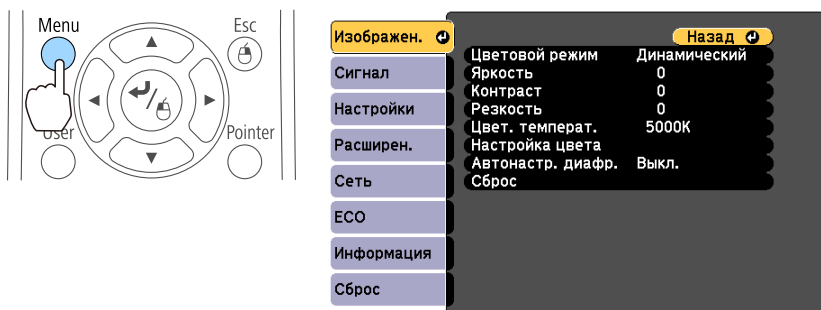 Menu
Esc
User
Pointer
Изображен.
Сигнал
Настройки
Расширен.
Сеть
ECO
Информация
Сброс
Назад
Цветовой режим Динамический
Яркость 0
Контраст 0
Резкость 0
Цвет. температ. 5000K
Настройка цвета
Автонастр. диафр. Выкл.
Сброс